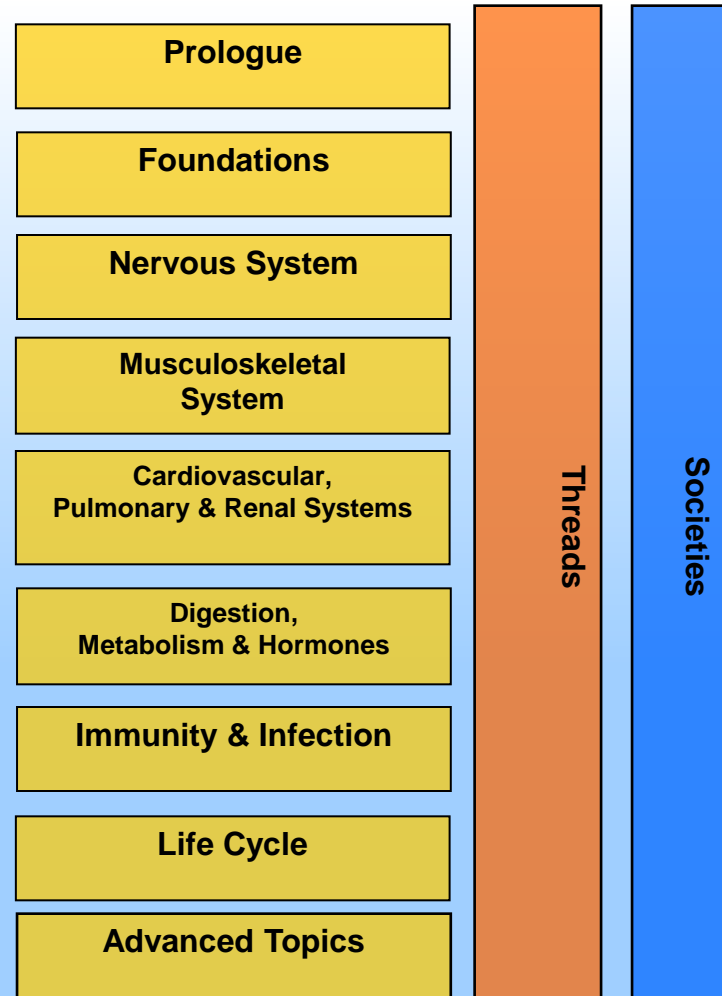 Prologue
Foundations
Nervous System
Musculoskeletal
System
Cardiovascular,
Pulmonary & Renal Systems
Digestion,
Metabolism & Hormones
Immunity & Infection
Life Cycle
Advanced Topics
Threads
Societies